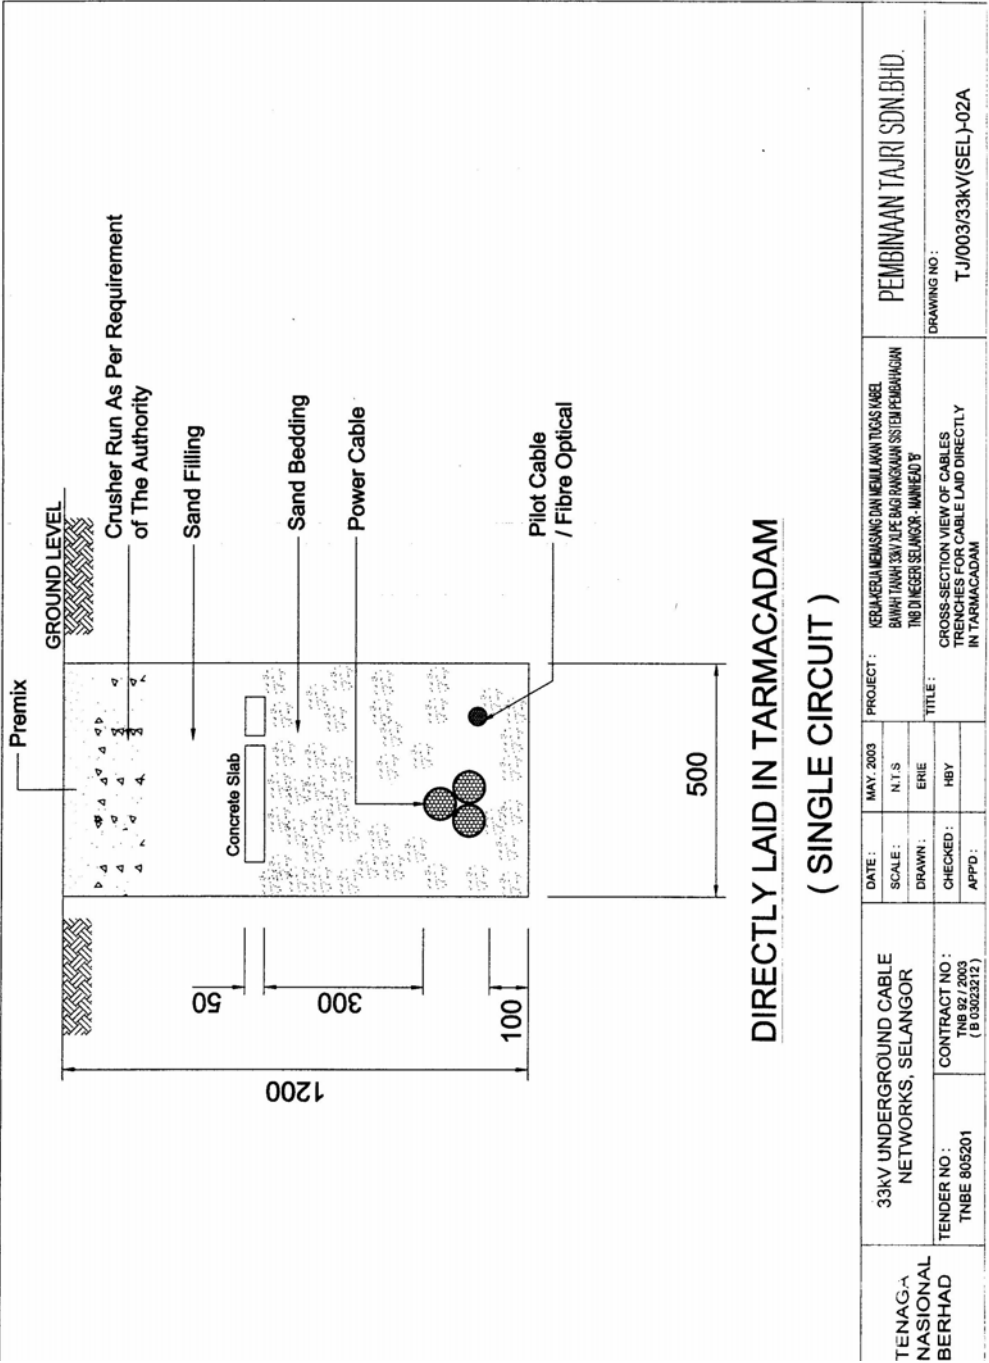 Premix
GROUND LEVEL
Crusher Run As Per Requirement
of The Authority
Sand Filling
Concrete Slab
Sand Bedding
Power Cable
Pilot Cable
/ Fibre Optical
50
300
100
1200
500
DIRECTLY LAID IN TARMACADAM
( SINGLE CIRCUIT )
TENAGA
NASIONAL
BERHAD
33kV UNDERGROUND CABLE
NETWORKS, SELANGOR
TENDER NO :
TNBE 805201
CONTRACT NO :
TNB 92 / 2003
( B 03023212 )
DATE : MAY. 2003
SCALE : N.T.S
DRAWN : ERIE
CHECKED : HBY
APP'D :
PROJECT :
KERJA-KERJA MEMASANG DAN MEMULAKAN TUGAS KABEL
BAWAH TANAH 33kV XLPE BAGI RANGKAIAN SISTEM PEMBAHAGIAN
TNB DI NEGERI SELANGOR - MAINHEAD 'B'
TITLE :
CROSS-SECTION VIEW OF CABLES
TRENCHES FOR CABLE LAID DIRECTLY
IN TARMACADAM
PEMBINAAN TAJRI SDN.BHD.
DRAWING NO :
TJ/003/33kV(SEL)-02A